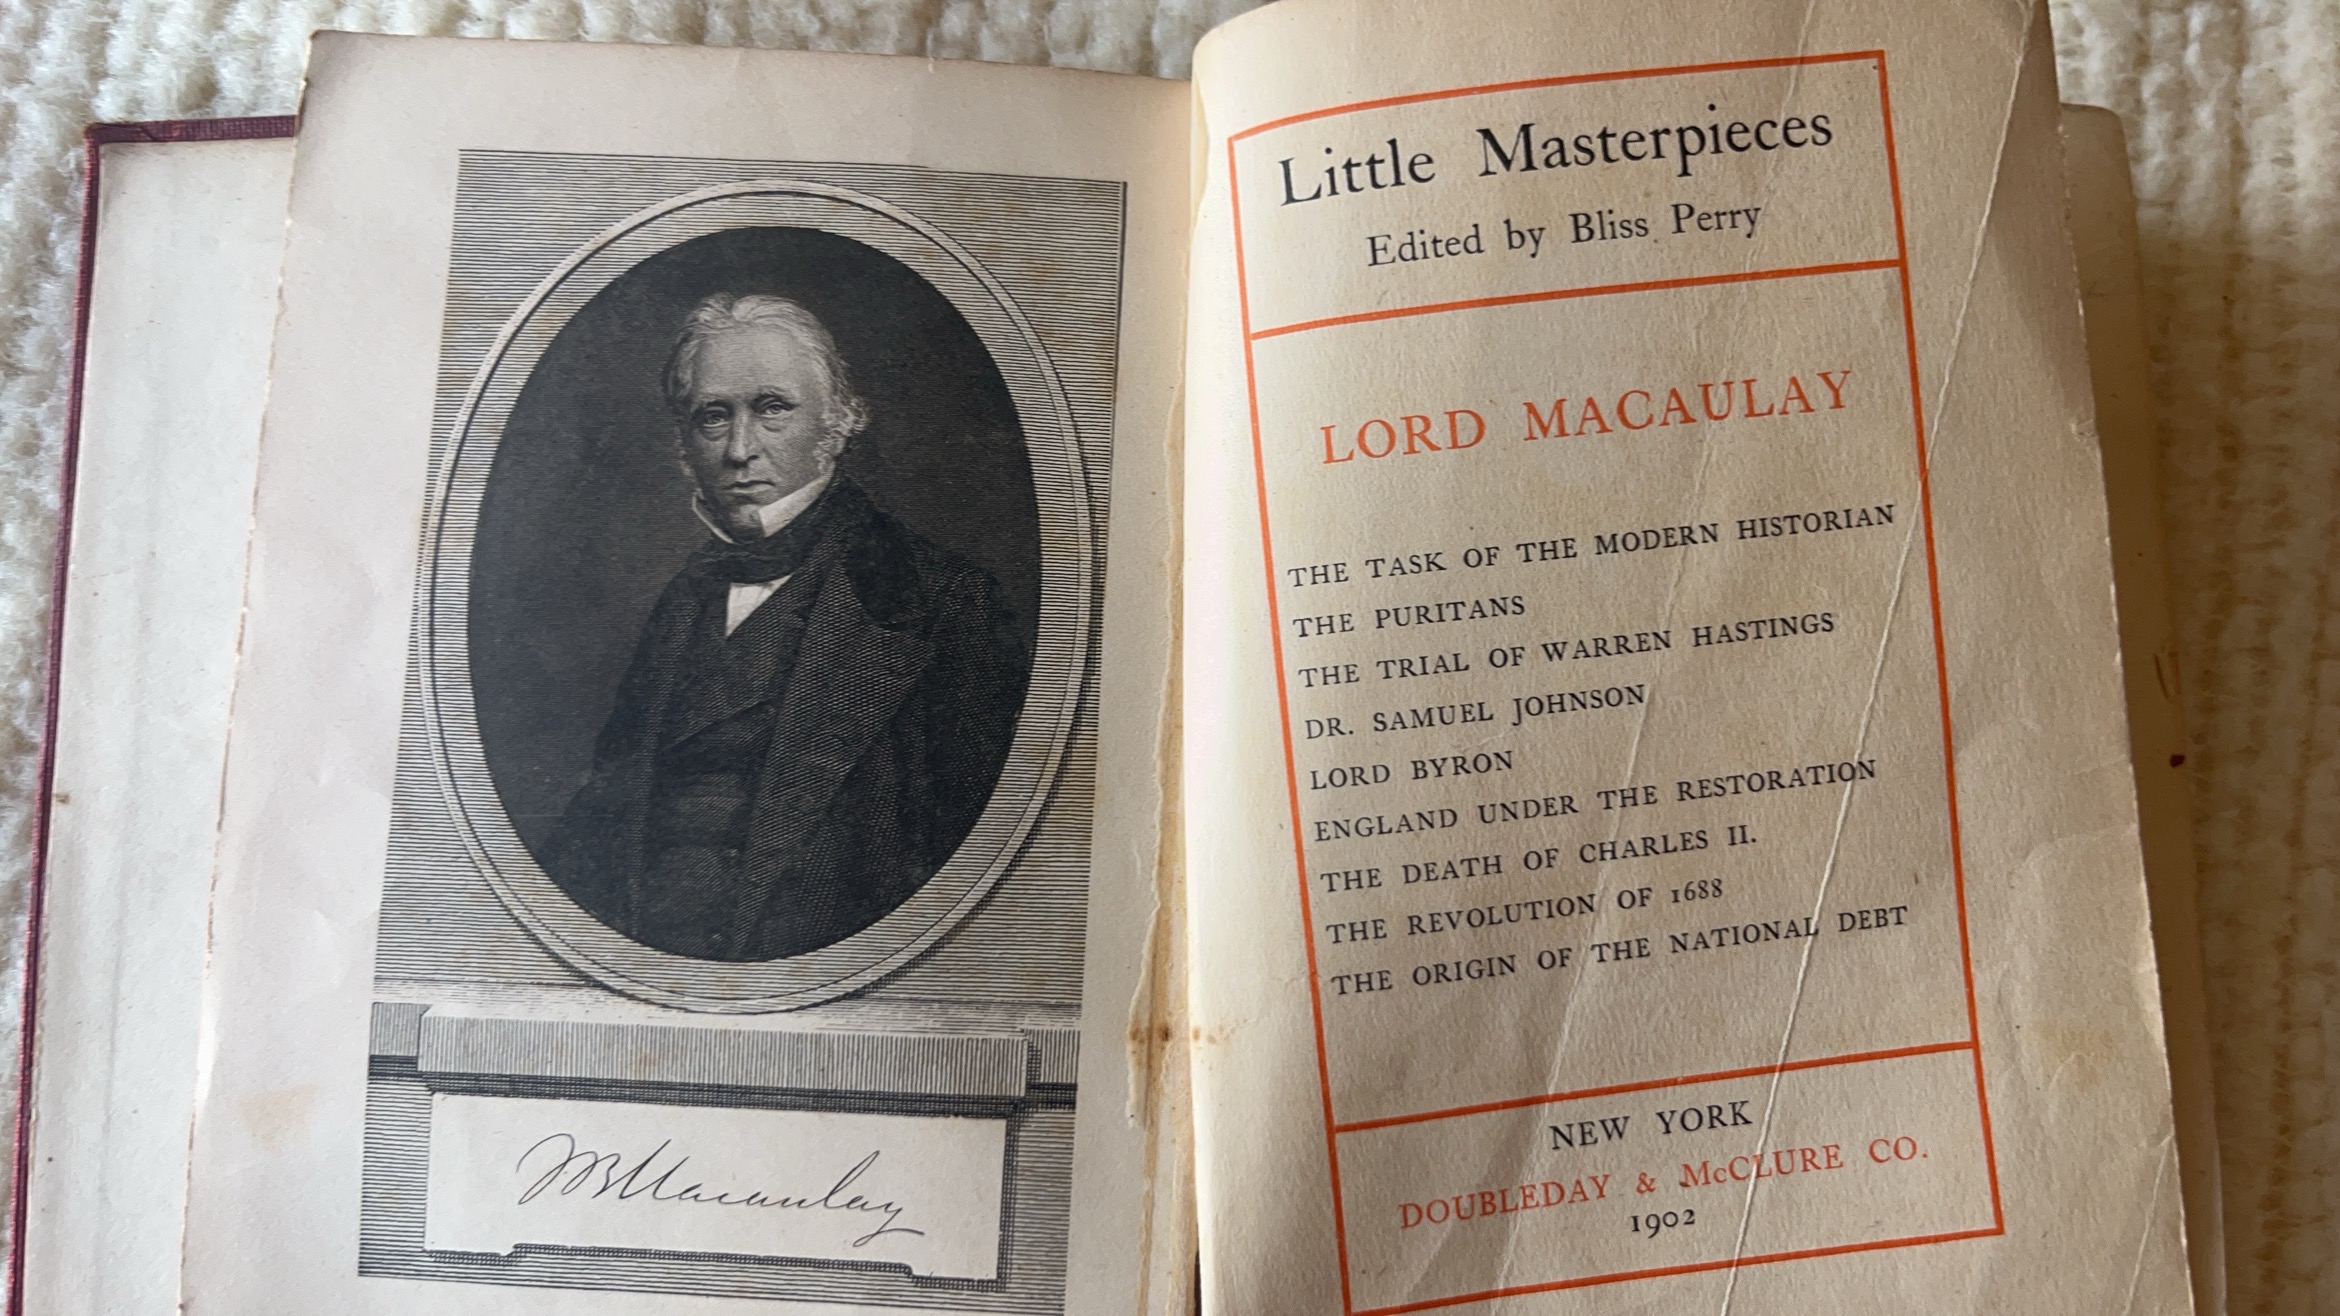 TBMacaulay
Little Masterpieces
Edited by Bliss Perry
LORD MACAULAY
THE TASK OF THE MODERN HISTORIAN
THE PURITANS
THE TRIAL OF WARREN HASTINGS
DR. SAMUEL JOHNSON
LORD BYRON
ENGLAND UNDER THE RESTORATION
THE DEATH OF CHARLES II.
THE REVOLUTION OF 1688
THE ORIGIN OF THE NATIONAL DEBT
NEW YORK
DOUBLEDAY & McCLURE CO.
1902